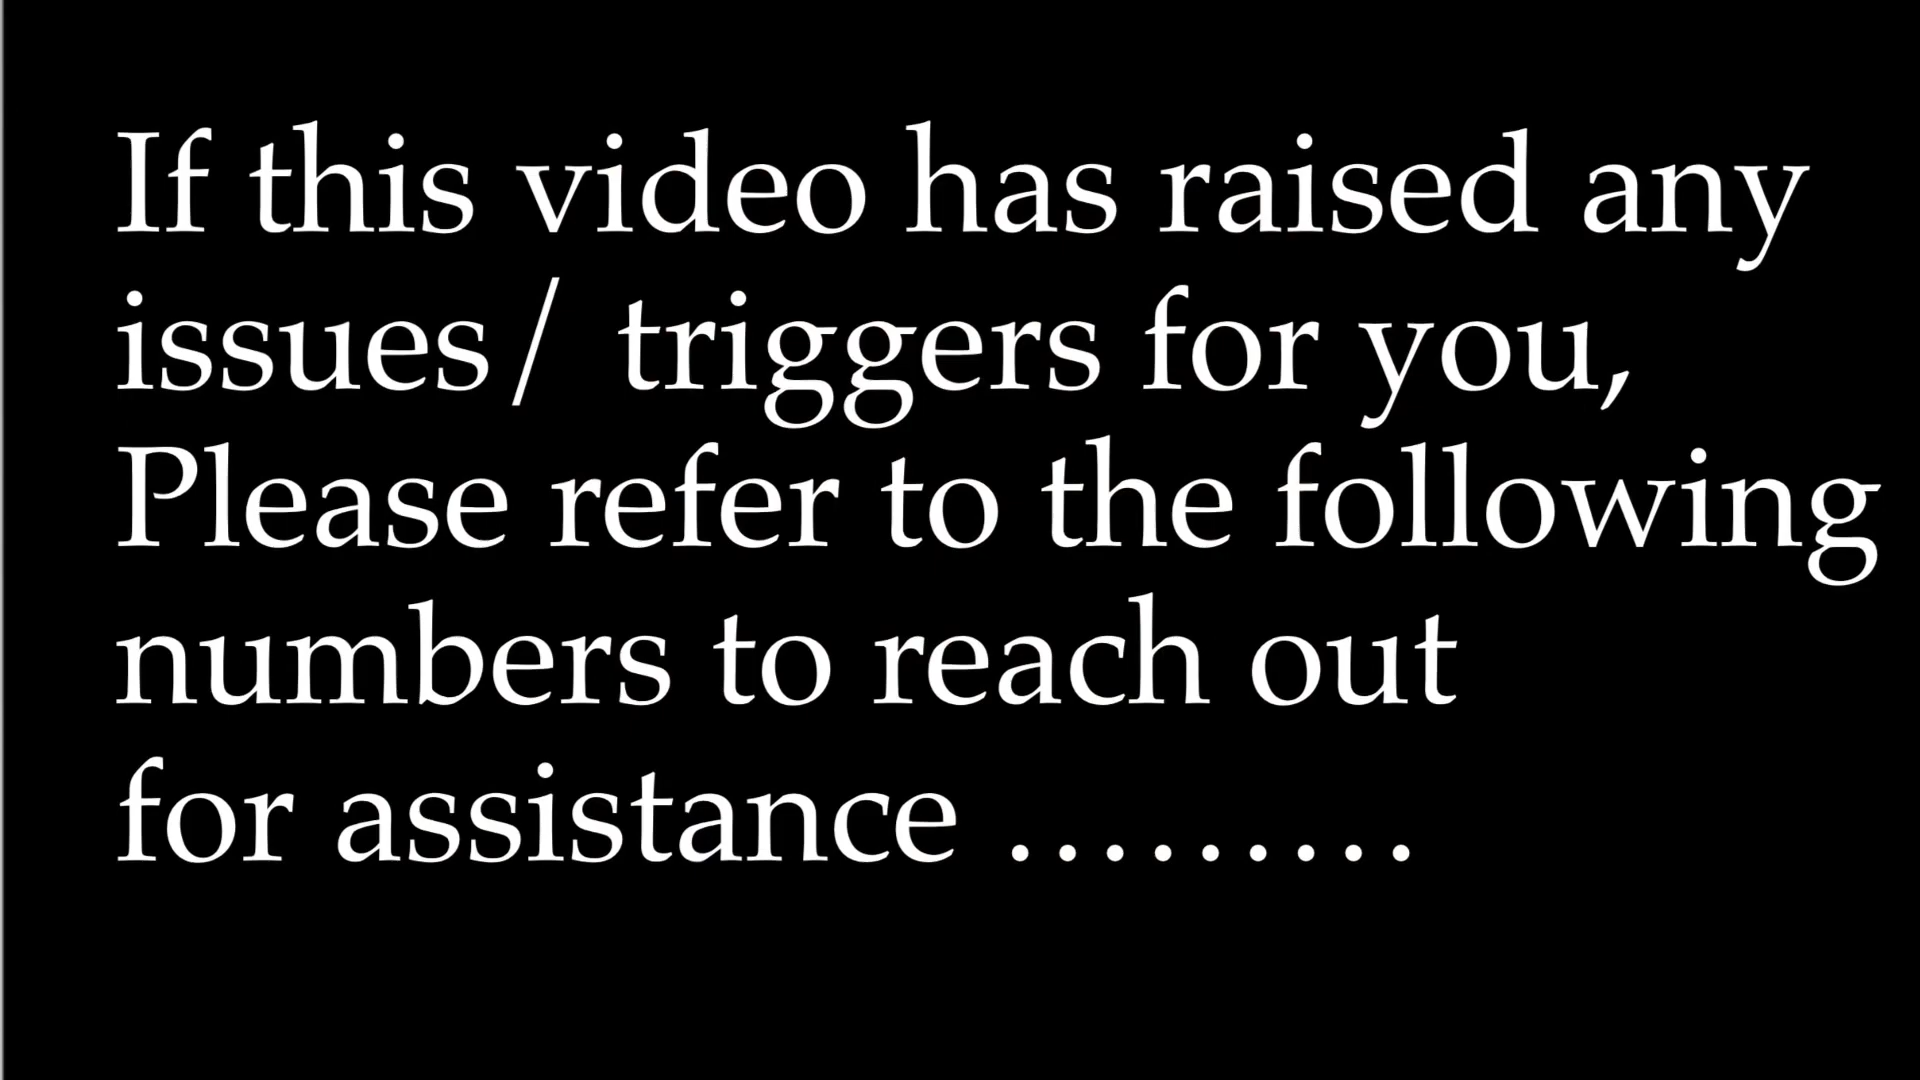 If this video has raised any
issues/ triggers for you,
Please refer to the following
numbers to reach out
for assistance .........